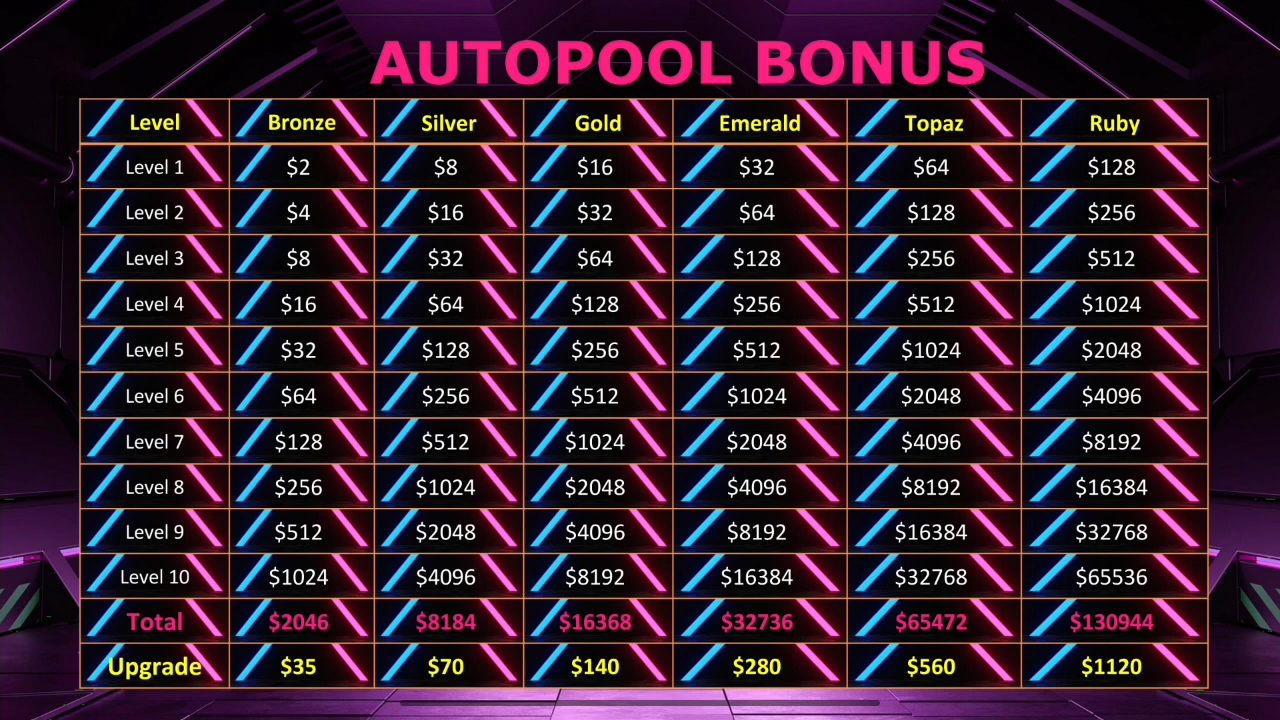 AUTOPOOL BONUS
Level Bronze Silver Gold Emerald Topaz Ruby
Level 1 $2 $8 $16 $32 $64 $128
Level 2 $4 $16 $32 $64 $128 $256
Level 3 $8 $32 $64 $128 $256 $512
Level 4 $16 $64 $128 $256 $512 $1024
Level 5 $32 $128 $256 $512 $1024 $2048
Level 6 $64 $256 $512 $1024 $2048 $4096
Level 7 $128 $512 $1024 $2048 $4096 $8192
Level 8 $256 $1024 $2048 $4096 $8192 $16384
Level 9 $512 $2048 $4096 $8192 $16384 $32768
Level 10 $1024 $4096 $8192 $16384 $32768 $65536
Total $2046 $8184 $16368 $32736 $65472 $130944
Upgrade $35 $70 $140 $280 $560 $1120